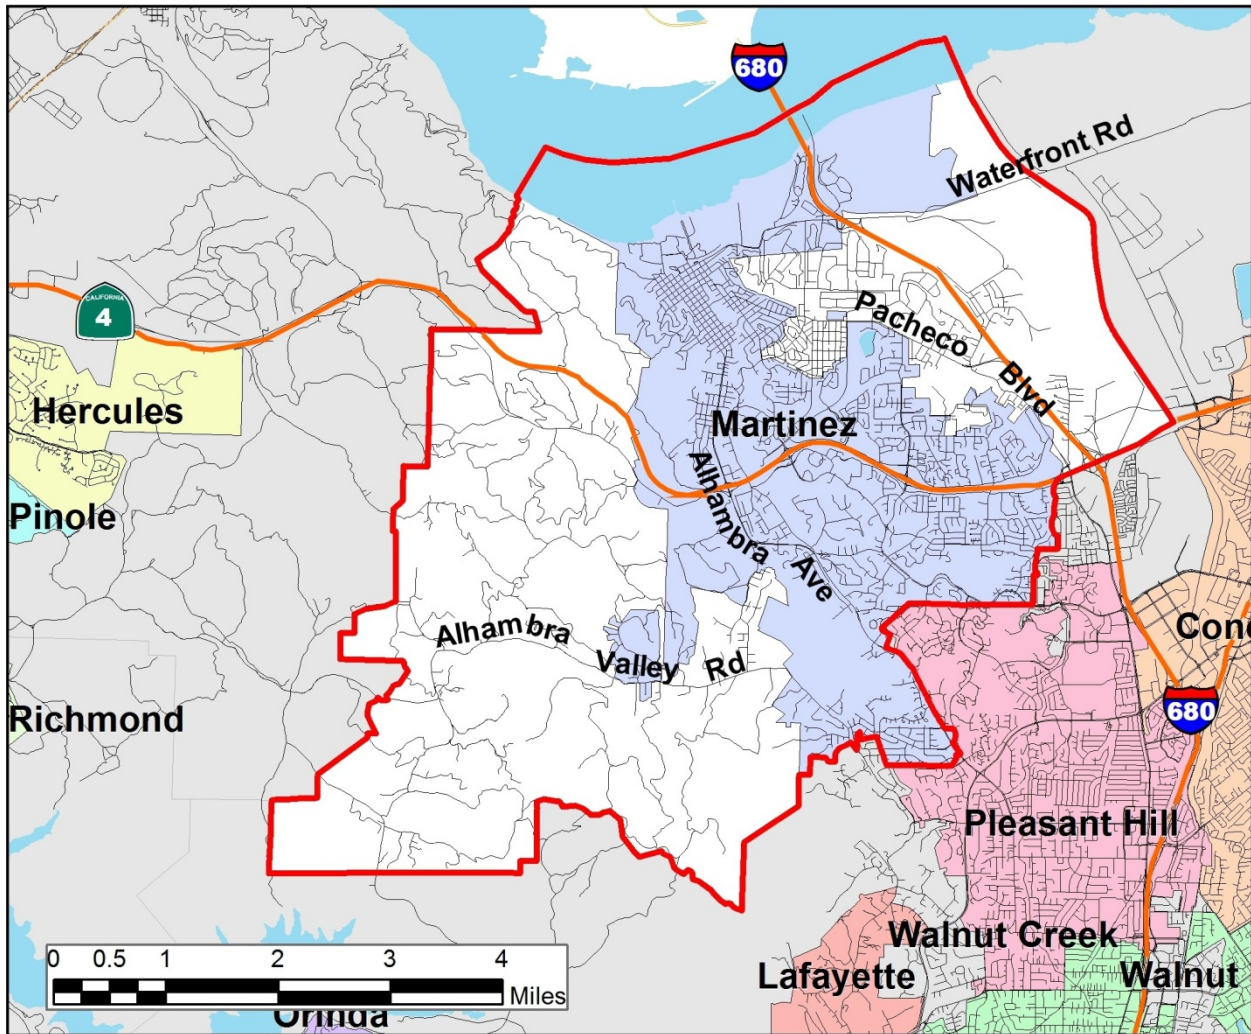 680
Waterfront Rd
CALIFORNIA
4
Pacheco Blvd
Hercules
Martinez
Alhambra Ave
Pinole
Alhambra Valley Rd
Conc
Richmond
680
Pleasant Hill
Walnut Creek
Lafayette
Walnut
0 0.5 1 2 3 4
Miles
Orinda